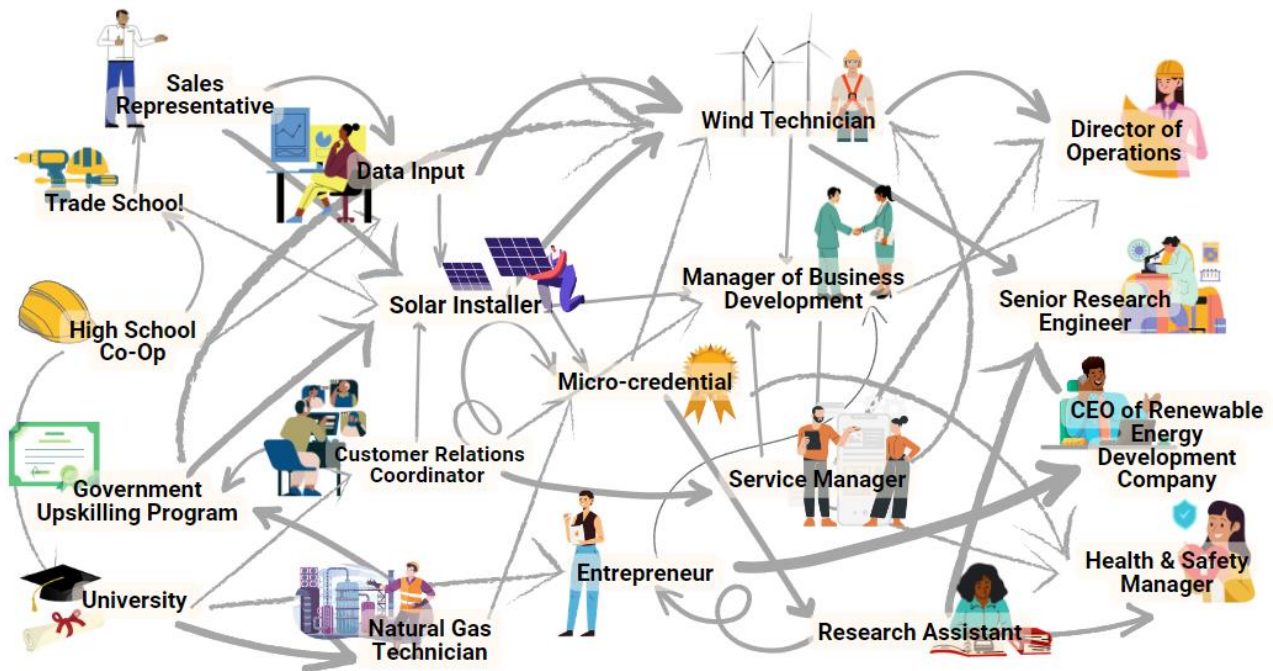 Sales
Representative
Wind Technician
Director of
Operations
Data Input
Trade School
Manager of Business
Development
Solar Installer
Senior Research
Engineer
High School
Co-Op
Micro-credential
CEO of Renewable
Energy
Development
Company
Customer Relations
Coordinator
Service Manager
Government
Upskilling Program
Entrepreneur
Health & Safety
Manager
University
Natural Gas
Technician
Research Assistant